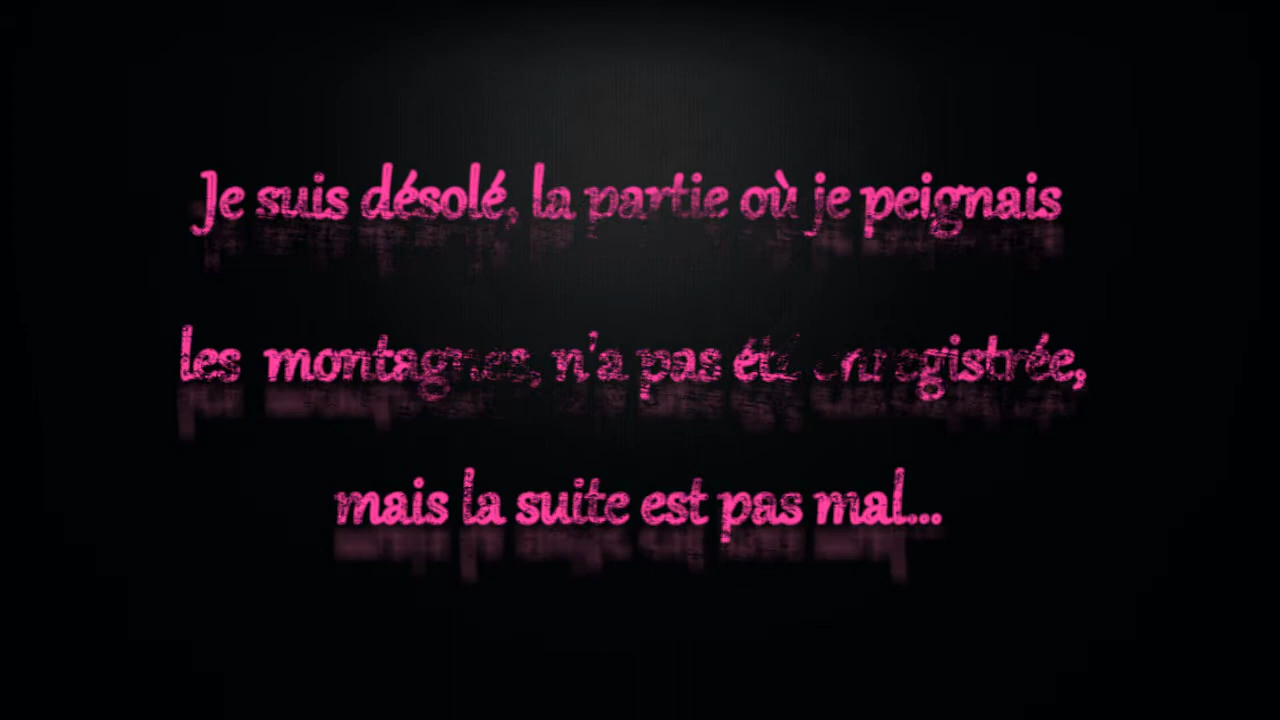 Je suis désolé, la partie où je peignais
les montagnes, n'a pas été enregistrée,
mais la suite est pas mal...